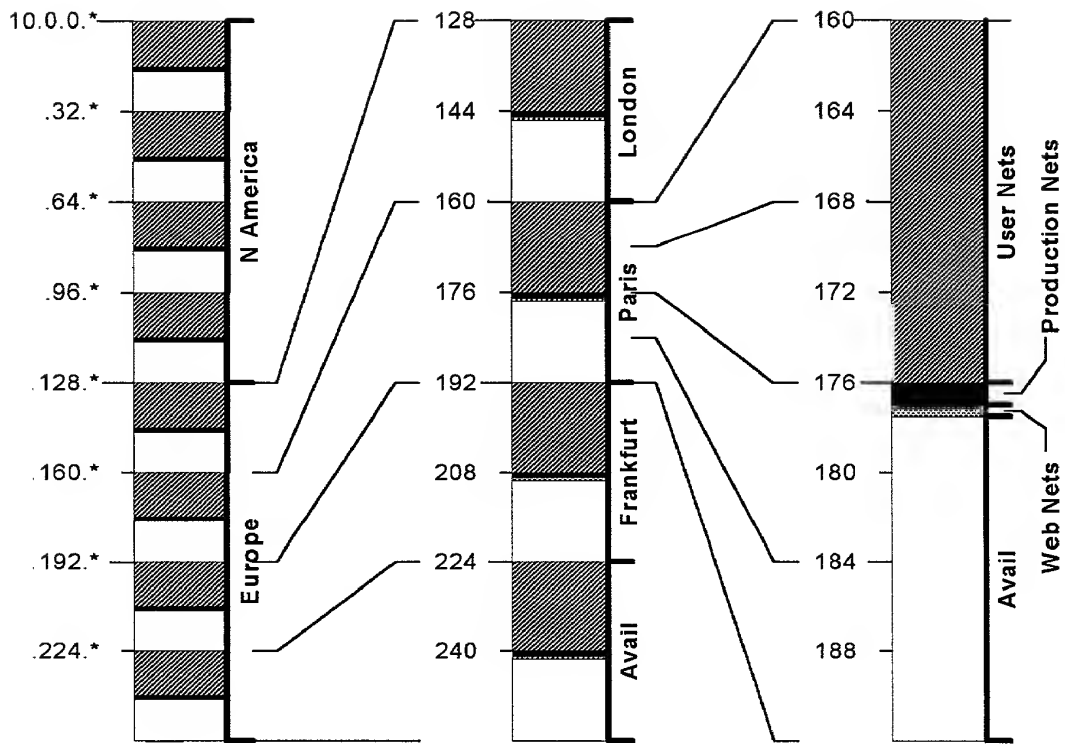 10.0.0.*
.32.*
.64.*
.96.*
.128.*
.160.*
.192.*
.224.*
N America
Europe
128
144
160
176
192
208
224
240
London
Paris
Frankfurt
Avail
160
164
168
172
176
180
184
188
User Nets
Production Nets
Web Nets
Avail